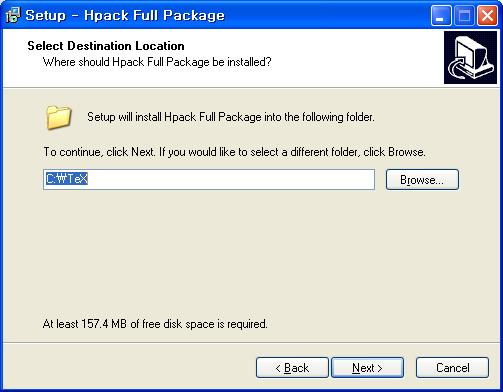 Setup - Hpack Full Package
Select Destination Location
Where should Hpack Full Package be installed?
Setup will install Hpack Full Package into the following folder.
To continue, click Next. If you would like to select a different folder, click Browse.
C:₩TeX
Browse...
At least 157.4 MB of free disk space is required.
< Back
Next >
Cancel